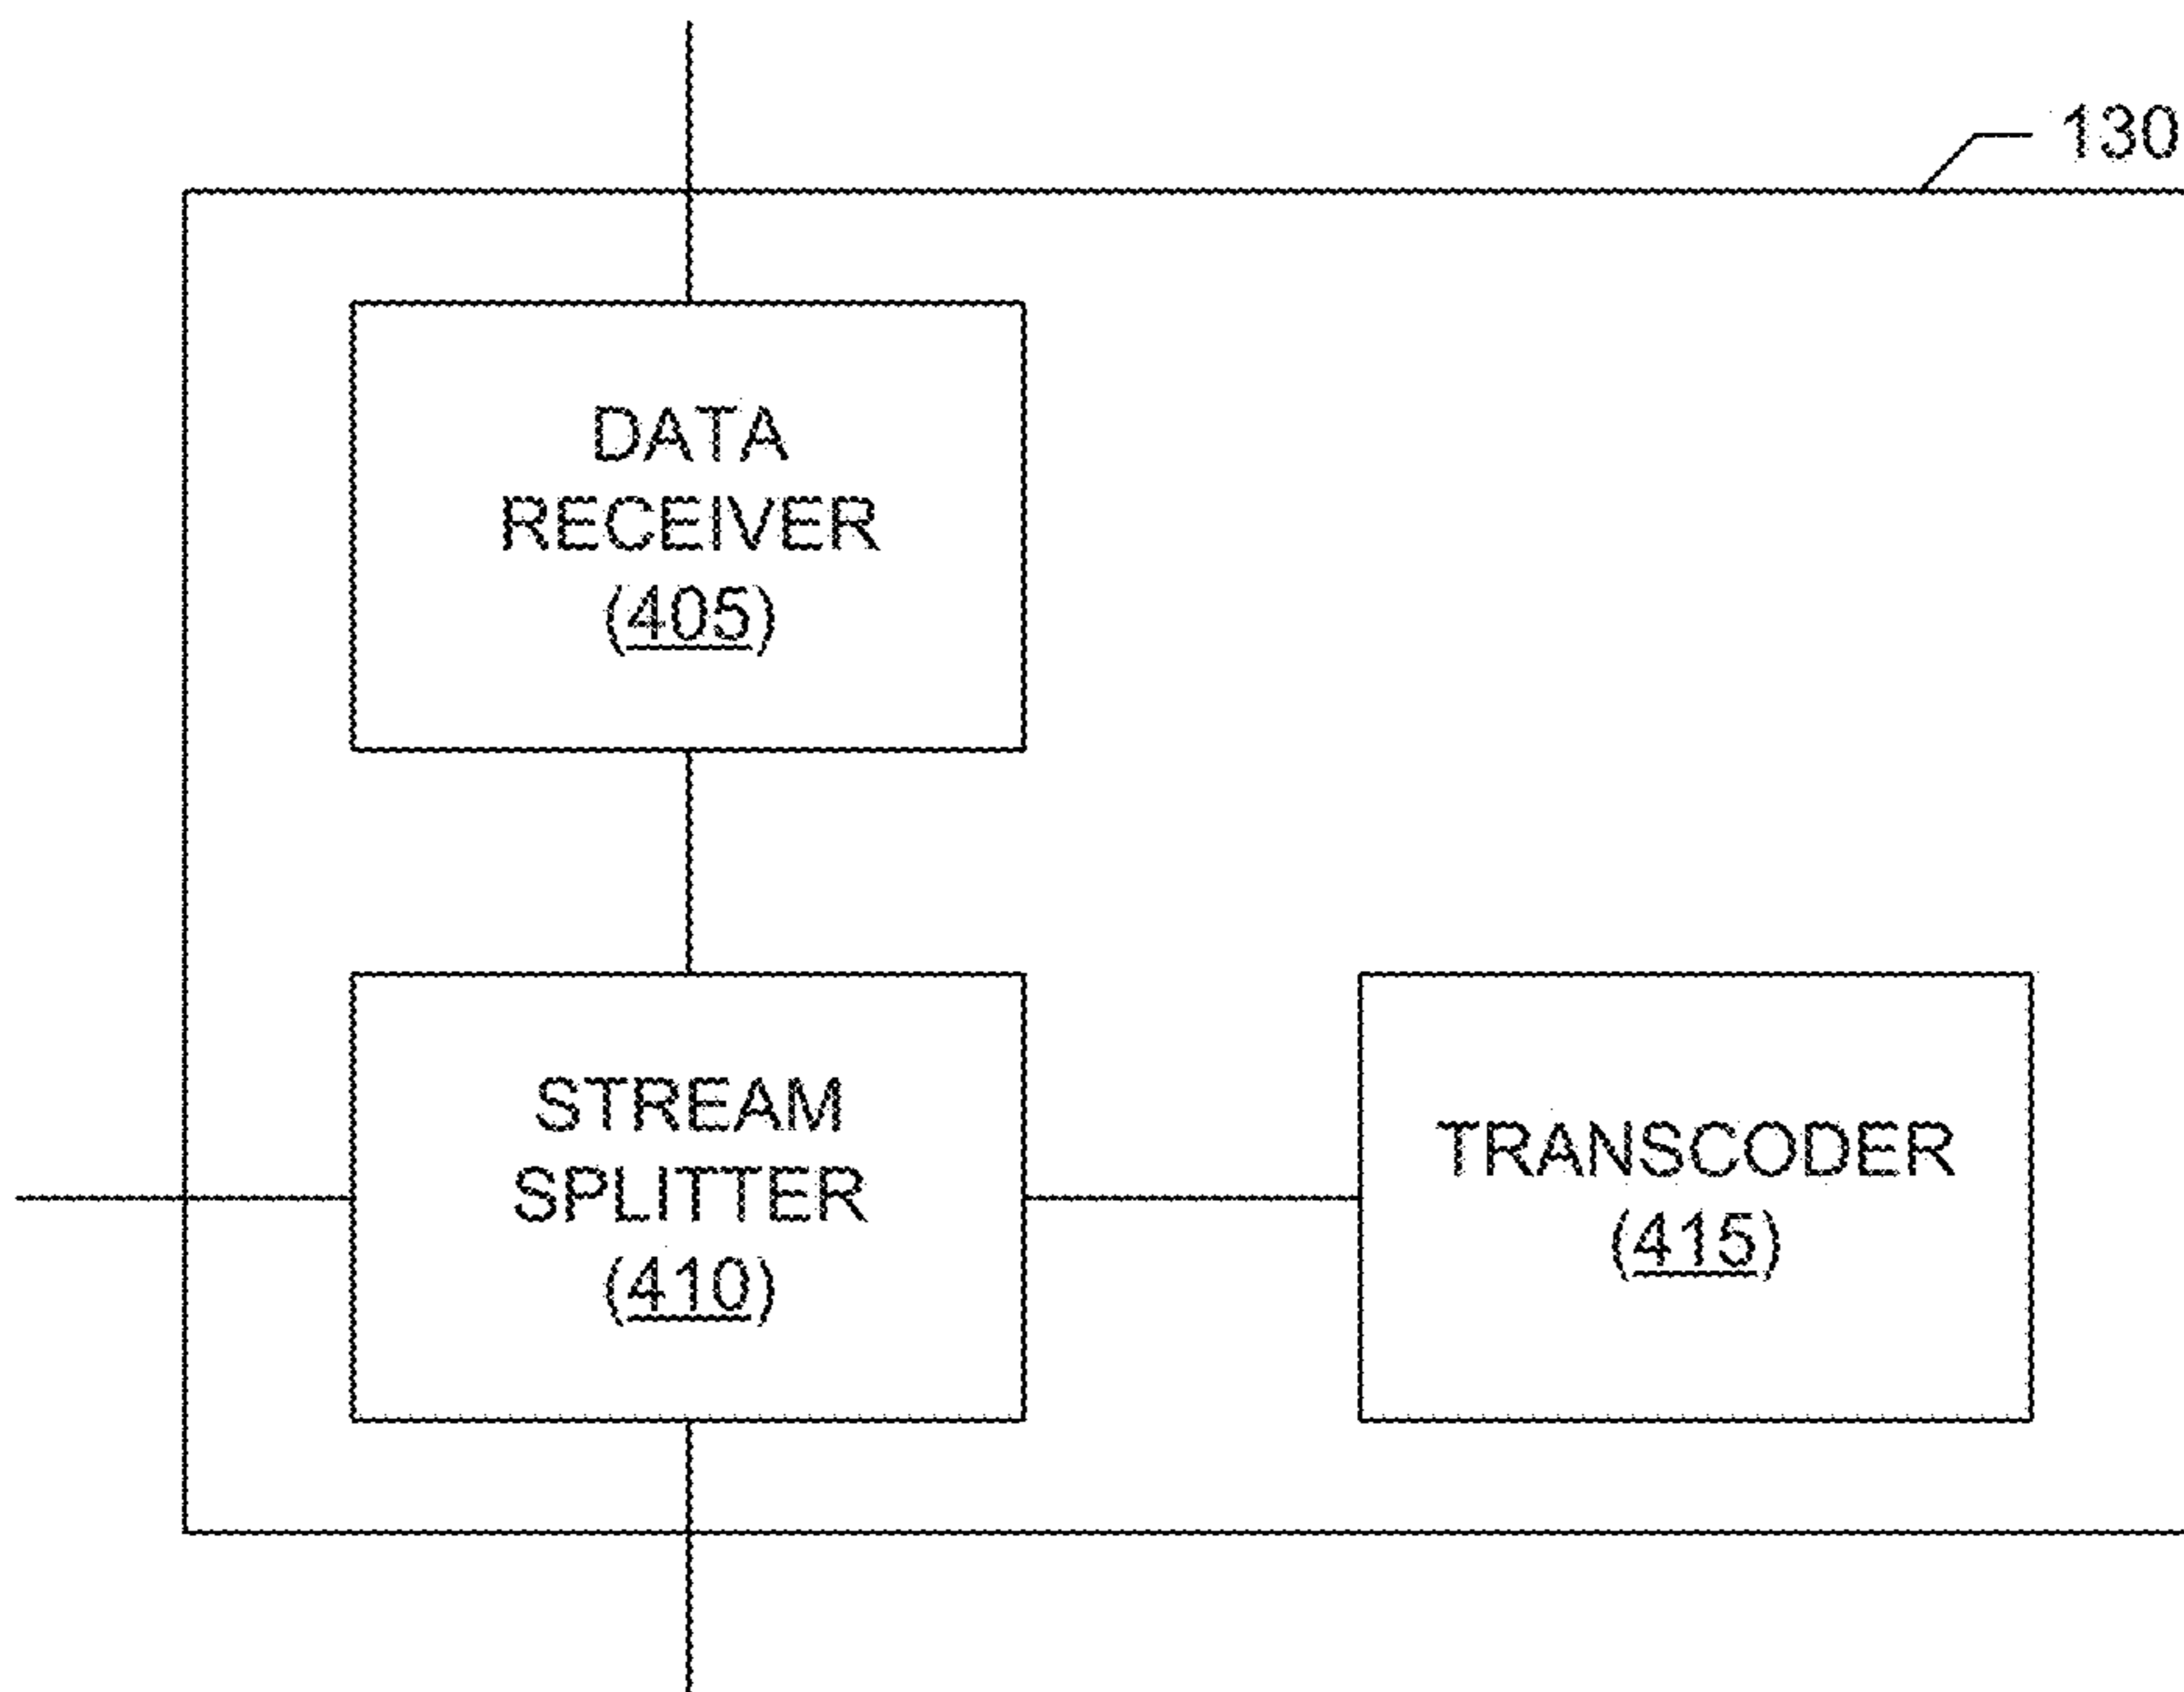 130
DATA
RECEIVER
(405)
STREAM
SPLITTER
(410)
TRANSCODER
(415)